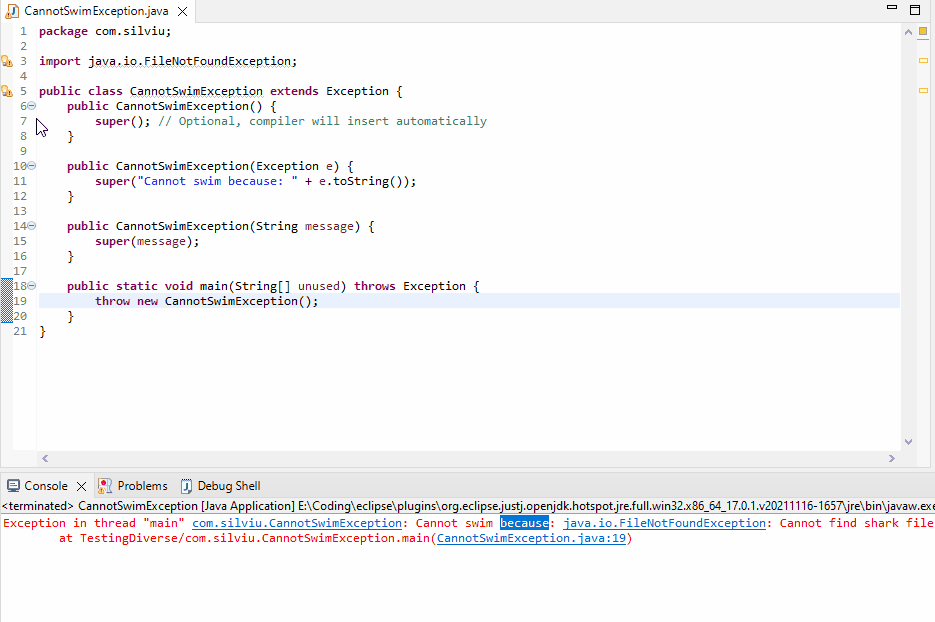 CannotSwimException.java
1 package com.silviu;
2
3 import java.io.FileNotFoundException;
4
5 public class CannotSwimException extends Exception {
6 public CannotSwimException() {
7 super(); // Optional, compiler will insert automatically
8 }
9
10 public CannotSwimException(Exception e) {
11 super("Cannot swim because: " + e.toString());
12 }
13
14 public CannotSwimException(String message) {
15 super(message);
16 }
17
18 public static void main(String[] unused) throws Exception {
19 throw new CannotSwimException();
20 }
21 }
Console Problems Debug Shell
<terminated> CannotSwimException [Java Application] E:\Coding\eclipse\plugins\org.eclipse.justj.openjdk.hotspot.jre.full.win32.x86_64_17.0.1.v20211116-1657\jre\bin\javaw.exe
Exception in thread "main" com.silviu.CannotSwimException: Cannot swim because: java.io.FileNotFoundException: Cannot find shark file
at TestingDiverse/com.silviu.CannotSwimException.main(CannotSwimException.java:19)